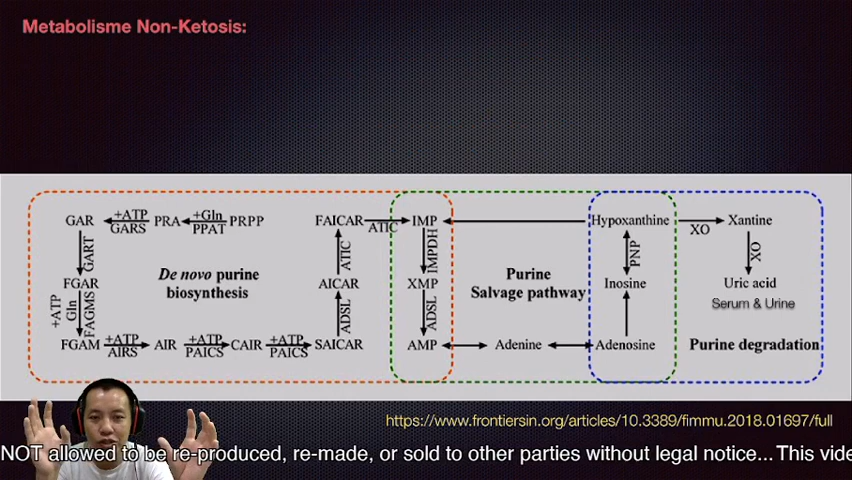 Metabolisme Non-Ketosis:
GAR +ATP GARS PRA +Gln PPAT PRPP FAICAR ATIC IMP Hypoxanthine XO Xantine
GART ATIC IMPDH PNP XO
FGAR De novo purine biosynthesis AICAR XMP Purine Salvage pathway Inosine Uric acid
Serum & Urine
+ATP Gln FAGMS ADSL ADSL
FGAM +ATP AIRS AIR +ATP PAICS CAIR +ATP PAICS SAICAR AMP Adenine Adenosine Purine degradation
https://www.frontiersin.org/articles/10.3389/fimmu.2018.01697/full
NOT allowed to be re-produced, re-made, or sold to other parties without legal notice... This vide